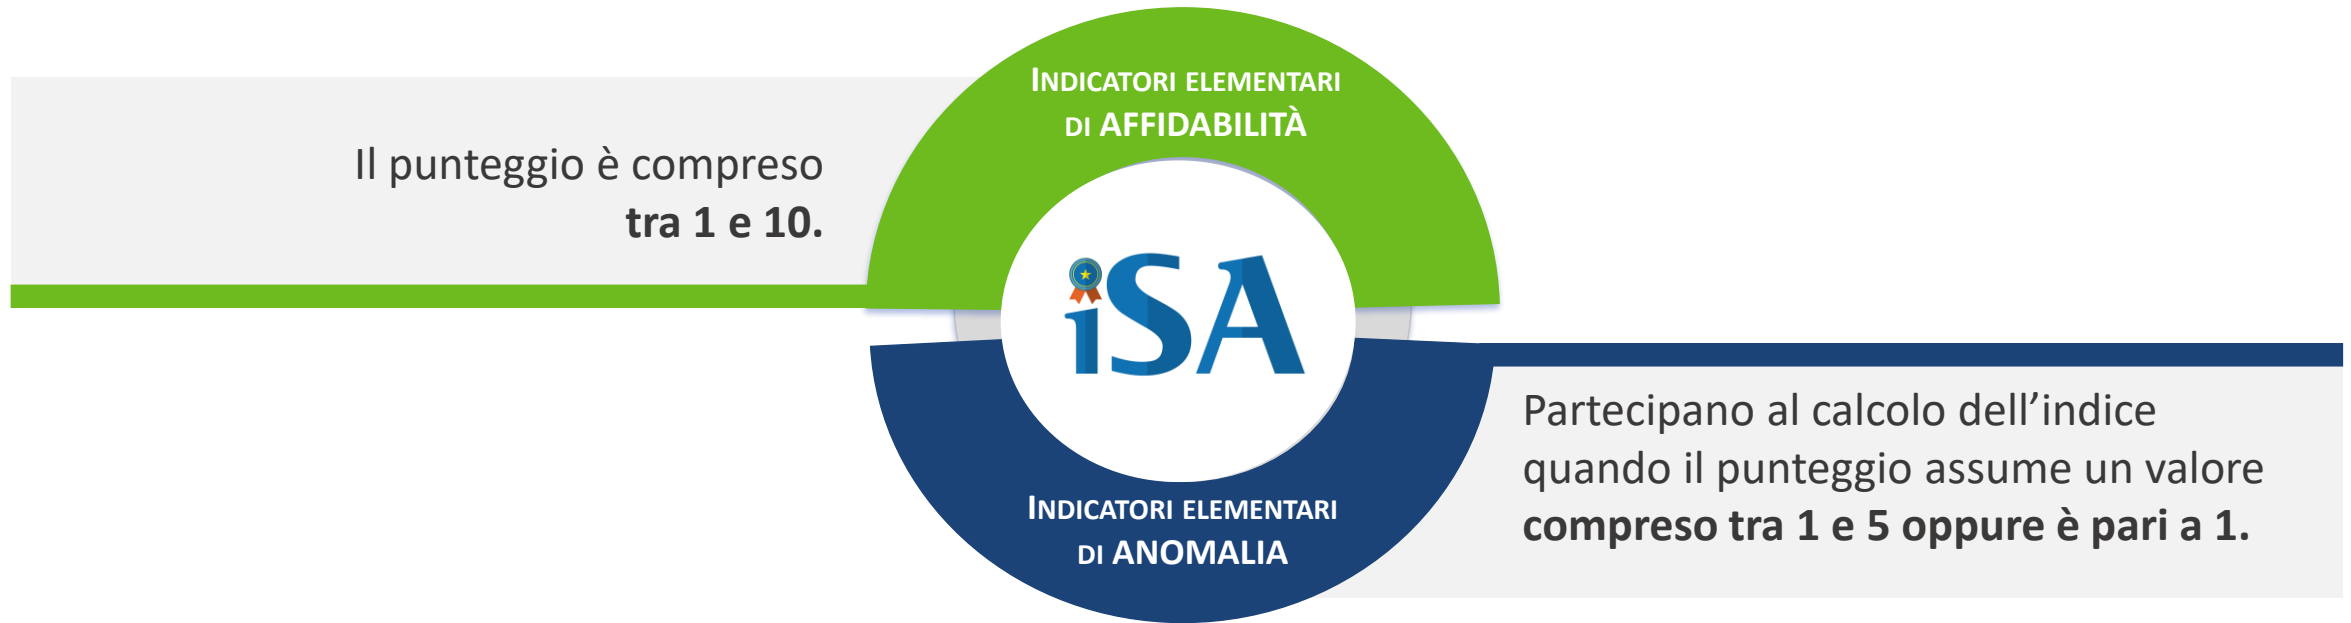 INDICATORI ELEMENTARI
DI AFFIDABILITÀ
Il punteggio è compreso
tra 1 e 10.
iSA
Partecipano al calcolo dell’indice
quando il punteggio assume un valore
compreso tra 1 e 5 oppure è pari a 1.
INDICATORI ELEMENTARI
DI ANOMALIA